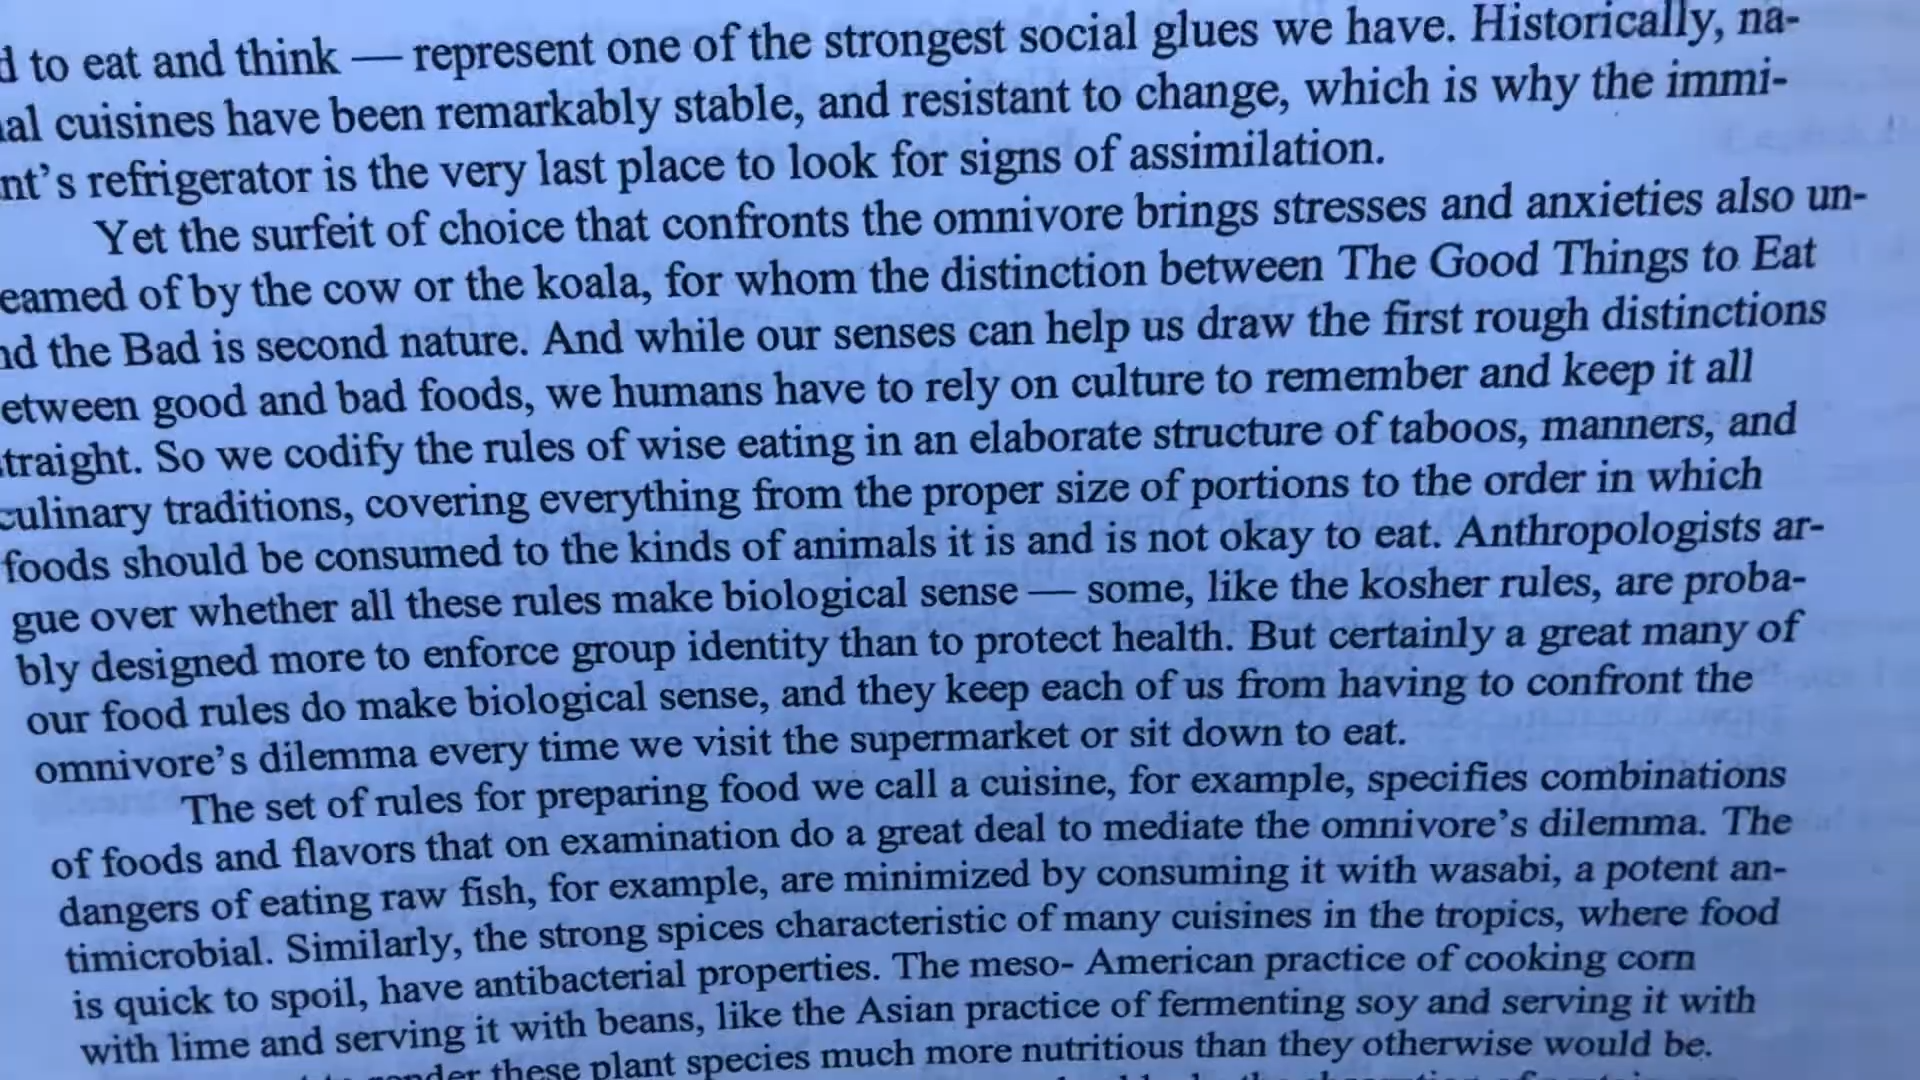 d to eat and think — represent one of the strongest social glues we have. Historically, na-
al cuisines have been remarkably stable, and resistant to change, which is why the immi-
nt's refrigerator is the very last place to look for signs of assimilation.
Yet the surfeit of choice that confronts the omnivore brings stresses and anxieties also un-
eamed of by the cow or the koala, for whom the distinction between The Good Things to Eat
nd the Bad is second nature. And while our senses can help us draw the first rough distinctions
etween good and bad foods, we humans have to rely on culture to remember and keep it all
traight. So we codify the rules of wise eating in an elaborate structure of taboos, manners, and
culinary traditions, covering everything from the proper size of portions to the order in which
foods should be consumed to the kinds of animals it is and is not okay to eat. Anthropologists ar-
gue over whether all these rules make biological sense — some, like the kosher rules, are proba-
bly designed more to enforce group identity than to protect health. But certainly a great many of
our food rules do make biological sense, and they keep each of us from having to confront the
omnivore's dilemma every time we visit the supermarket or sit down to eat.
The set of rules for preparing food we call a cuisine, for example, specifies combinations
of foods and flavors that on examination do a great deal to mediate the omnivore's dilemma. The
dangers of eating raw fish, for example, are minimized by consuming it with wasabi, a potent an-
timicrobial. Similarly, the strong spices characteristic of many cuisines in the tropics, where food
is quick to spoil, have antibacterial properties. The meso- American practice of cooking corn
with lime and serving it with beans, like the Asian practice of fermenting soy and serving it with
these plant species much more nutritious than they otherwise would be.